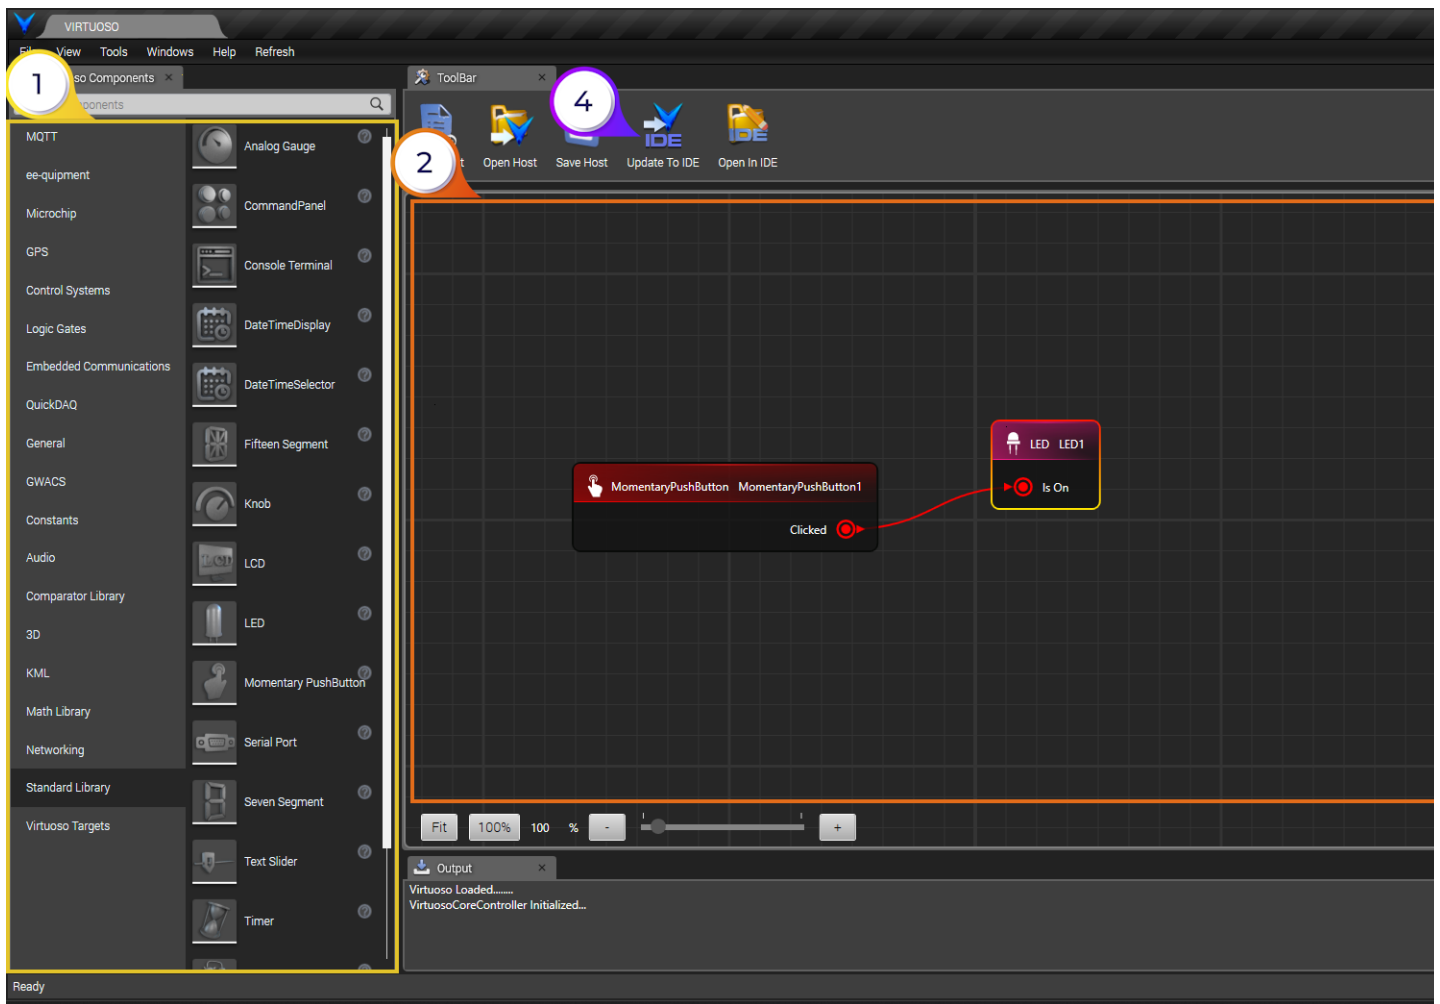 VIRTUOSO
View Tools Windows Help Refresh
1
so Components
ponents
MQTT
ee-quipment
Microchip
GPS
Control Systems
Logic Gates
Embedded Communications
QuickDAQ
General
GWACS
Constants
Audio
Comparator Library
3D
KML
Math Library
Networking
Standard Library
Virtuoso Targets
Analog Gauge
CommandPanel
Console Terminal
DateTimeDisplay
DateTimeSelector
Fifteen Segment
Knob
LCD
LED
Momentary PushButton
Serial Port
Seven Segment
Text Slider
Timer
ToolBar
4
2
IDE
IDE
Open Host Save Host Update To IDE Open In IDE
LED LED1
Is On
MomentaryPushButton MomentaryPushButton1
Clicked
Fit 100% 100 % - +
Output
Virtuoso Loaded........
VirtuosoCoreController Initialized...
Ready